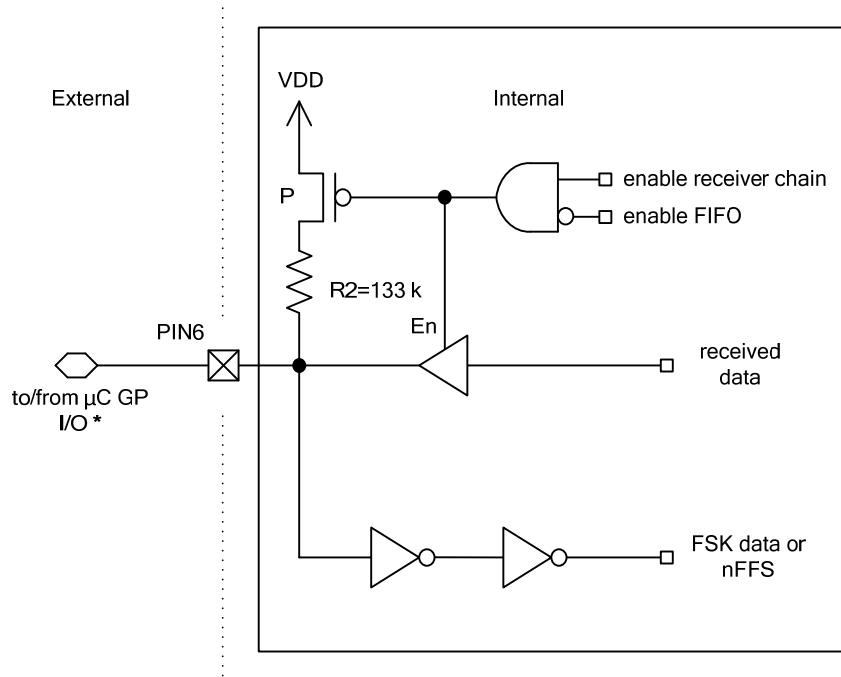 External
Internal
VDD
P
enable receiver chain
enable FIFO
R2=133 k
En
PIN6
received
data
to/from µC GP
I/O *
FSK data or
nFFS